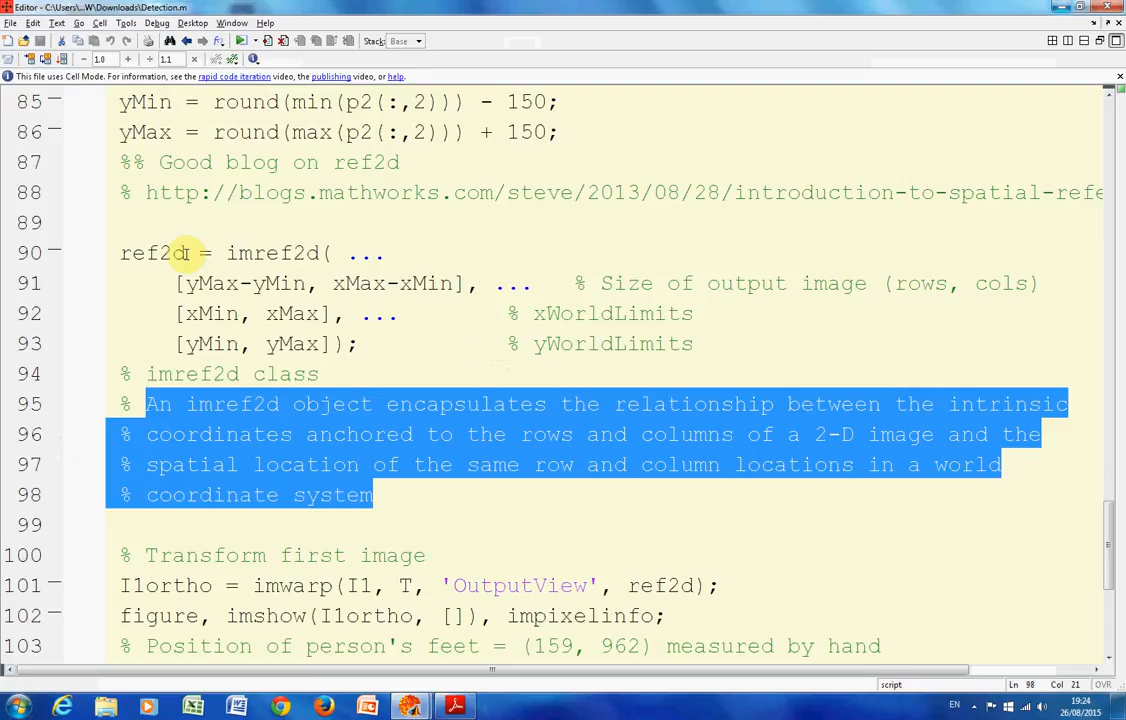 Editor - C:\Users\...W\Downloads\Detection.m
File Edit Text Go Cell Tools Debug Desktop Window Help
Stack: Base
1.0 1.1
This file uses Cell Mode. For information, see the rapid code iteration video, the publishing video, or help.
85 yMin = round(min(p2(:,2))) - 150;
86 yMax = round(max(p2(:,2))) + 150;
87 %% Good blog on ref2d
88 % http://blogs.mathworks.com/steve/2013/08/28/introduction-to-spatial-refe
89
90 ref2d = imref2d( ...
91 [yMax-yMin, xMax-xMin], ... % Size of output image (rows, cols)
92 [xMin, xMax], ... % xWorldLimits
93 [yMin, yMax]); % yWorldLimits
94 % imref2d class
95 % An imref2d object encapsulates the relationship between the intrinsic
96 % coordinates anchored to the rows and columns of a 2-D image and the
97 % spatial location of the same row and column locations in a world
98 % coordinate system
99
100 % Transform first image
101 I1ortho = imwarp(I1, T, 'OutputView', ref2d);
102 figure, imshow(I1ortho, []), impixelinfo;
103 % Position of person's feet = (159, 962) measured by hand
script Ln 98 Col 21 OVR
EN 19:24
26/08/2015